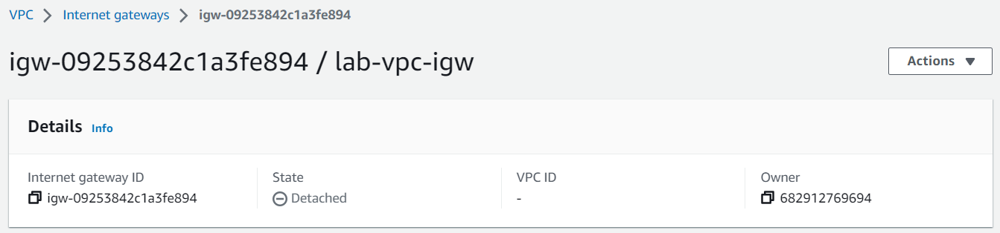 VPC > Internet gateways > igw-09253842c1a3fe894
igw-09253842c1a3fe894 / lab-vpc-igw
Actions ▼
Details Info
Internet gateway ID
igw-09253842c1a3fe894
State
Detached
VPC ID
-
Owner
682912769694